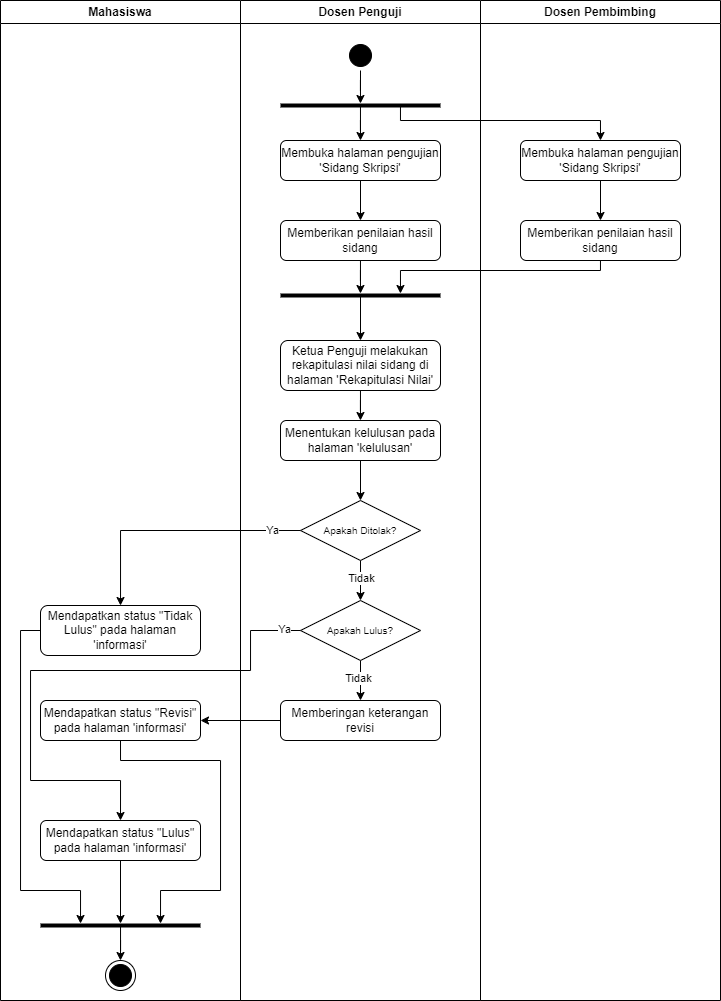 Mahasiswa
Dosen Penguji
Dosen Pembimbing
Membuka halaman pengujian
'Sidang Skripsi'
Membuka halaman pengujian
'Sidang Skripsi'
Memberikan penilaian hasil
sidang
Memberikan penilaian hasil
sidang
Ketua Penguji melakukan
rekapitulasi nilai sidang di
halaman 'Rekapitulasi Nilai'
Menentukan kelulusan pada
halaman 'kelulusan'
Ya
Apakah Ditolak?
Tidak
Mendapatkan status "Tidak
Lulus" pada halaman
'informasi'
Ya
Apakah Lulus?
Tidak
Mendapatkan status "Revisi"
pada halaman 'informasi'
Memberingan keterangan
revisi
Mendapatkan status "Lulus"
pada halaman 'informasi'